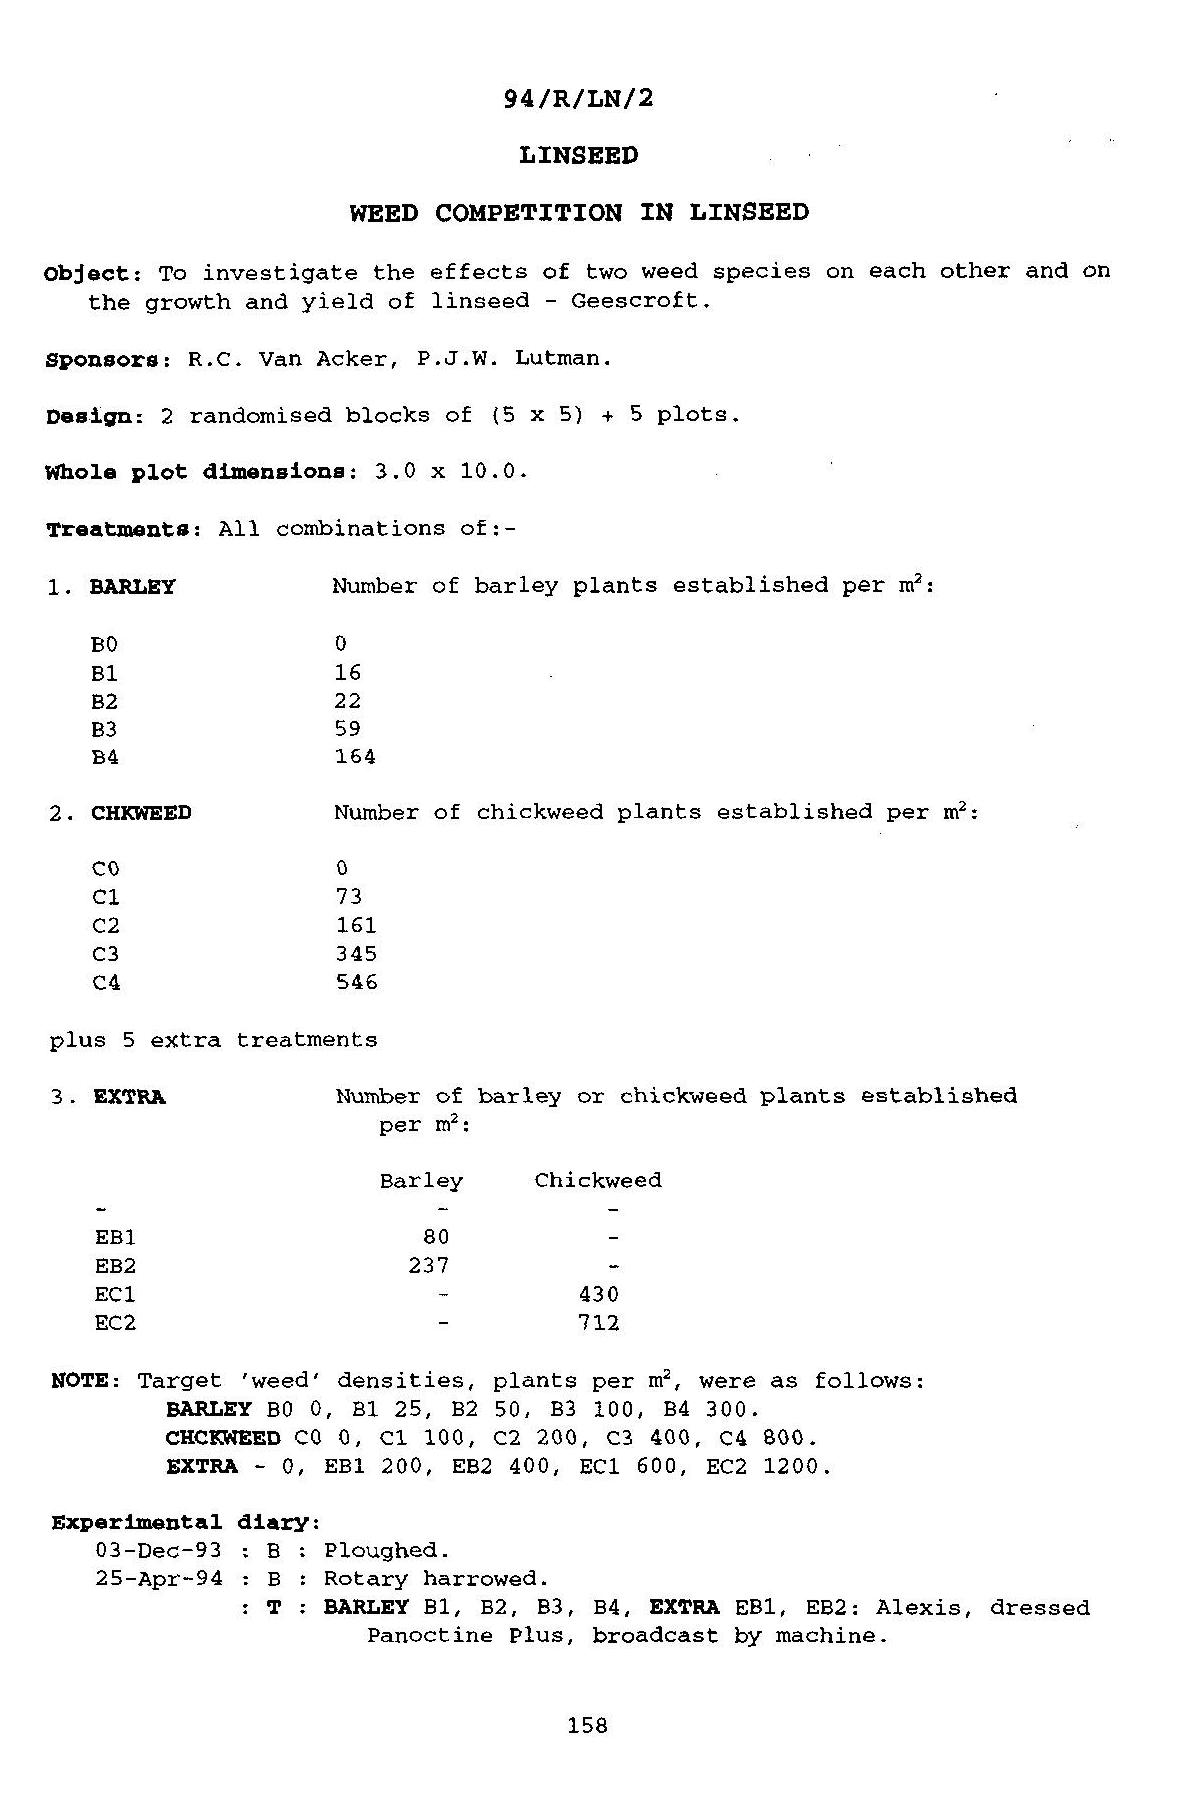 94/R/LN/2
LINSEED
WEED COMPETITION IN LINSEED
Object: To investigate the effects of two weed species on each other and on
the growth and yield of linseed - Geescroft.
Sponsors: R.C. Van Acker, P.J.W. Lutman.
Design: 2 randomised blocks of (5 x 5) + 5 plots.
Whole plot dimensions: 3.0 x 10.0.
Treatments: All combinations of:-
1. BARLEY Number of barley plants established per m²:
B0 0
B1 16
B2 22
B3 59
B4 164
2. CHKWEED Number of chickweed plants established per m²:
C0 0
C1 73
C2 161
C3 345
C4 546
plus 5 extra treatments
3. EXTRA Number of barley or chickweed plants established
per m²:
Barley Chickweed
- - -
EB1 80 -
EB2 237 -
EC1 - 430
EC2 - 712
NOTE: Target 'weed' densities, plants per m², were as follows:
BARLEY B0 0, B1 25, B2 50, B3 100, B4 300.
CHCKWEED C0 0, C1 100, C2 200, C3 400, C4 800.
EXTRA - 0, EB1 200, EB2 400, EC1 600, EC2 1200.
Experimental diary:
03-Dec-93 : B : Ploughed.
25-Apr-94 : B : Rotary harrowed.
: T : BARLEY B1, B2, B3, B4, EXTRA EB1, EB2: Alexis, dressed
Panoctine Plus, broadcast by machine.
158